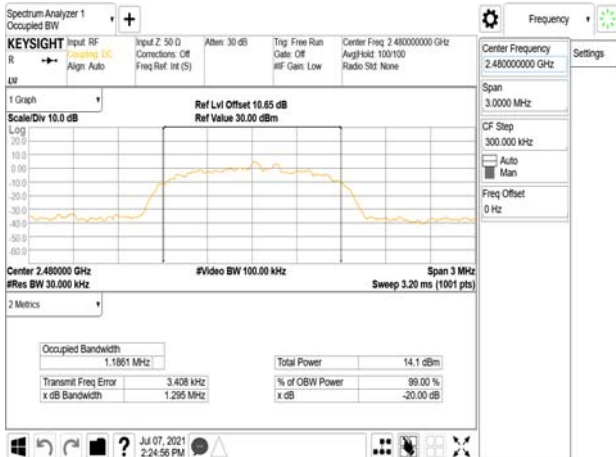 Spectrum Analyzer 1
Occupied BW
+
Frequency
KEYSIGHT
R
Input: RF
Coupling: DC
Align: Auto
Input Z: 50 Ω
Corrections: Off
Freq Ref: Int (S)
Atten: 30 dB
Trig: Free Run
Gate: Off
#IF Gain: Low
Center Freq: 2.480000000 GHz
Avg|Hold: 100/100
Radio Std: None
Center Frequency
2.480000000 GHz
Settings
Span
3.0000 MHz
CF Step
300.000 kHz
Auto
Man
Freq Offset
0 Hz
1 Graph
Scale/Div 10.0 dB
Ref Lvl Offset 10.65 dB
Ref Value 30.00 dBm
Log
20.0
10.0
0.00
-10.0
-20.0
-30.0
-40.0
-50.0
-60.0
Center 2.480000 GHz
#Res BW 30.000 kHz
#Video BW 100.00 kHz
Span 3 MHz
Sweep 3.20 ms (1001 pts)
2 Metrics
Occupied Bandwidth
1.1861 MHz
Total Power 14.1 dBm
Transmit Freq Error 3.408 kHz
% of OBW Power 99.00 %
x dB Bandwidth 1.295 MHz
x dB -20.00 dB
?
Jul 07, 2021
2:24:56 PM